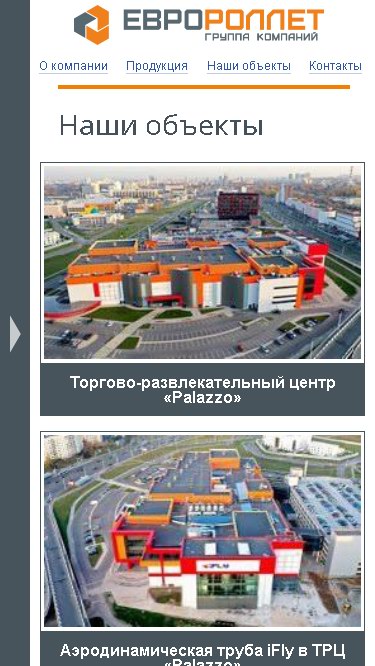 ЕВРОРОЛЛЕТ
ГРУППА КОМПАНИЙ
О компании Продукция Наши объекты Контакты
Наши объекты
Торгово-развлекательный центр
«Palazzo»
iFLY
Аэродинамическая труба iFly в ТРЦ
«Palazzo»